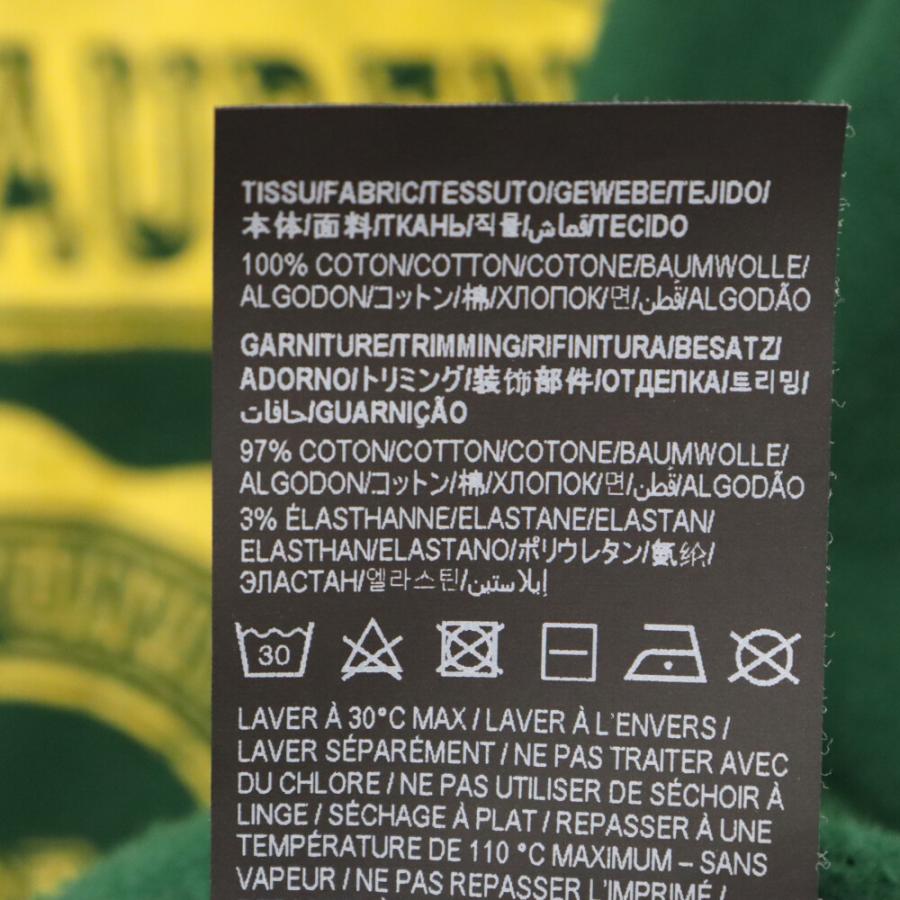 AUREN
TISSU/FABRIC/TESSUTO/GEWEBE/TEJIDO/
本体/面料/ТКАНЬ/직물/قماش/TECIDO
100% COTON/COTTON/COTONE/BAUMWOLLE/
ALGODON/コットン/棉/ХЛОПОК/면/قطن/ALGODÃO
GARNITURE/TRIMMING/RIFINITURA/BESATZ/
ADORNO/トリミング/装饰部件/ОТДЕЛКА/트리밍/
حافات/GUARNIÇÃO
97% COTON/COTTON/COTONE/BAUMWOLLE/
ALGODON/コットン/棉/ХЛОПОК/면/قطن/ALGODÃO
3% ÉLASTHANNE/ELASTANE/ELASTAN/
ELASTHAN/ELASTANO/ポリウレタン/氨纶/
ЭЛАСТАН/엘라스틴/إيلاستين
30
LAVER À 30°C MAX / LAVER À L'ENVERS /
LAVER SÉPARÉMENT / NE PAS TRAITER AVEC
DU CHLORE / NE PAS UTILISER DE SÉCHOIR À
LINGE / SÉCHAGE À PLAT / REPASSER À UNE
TEMPÉRATURE DE 110 °C MAXIMUM – SANS
VAPEUR / NE PAS REPASSER L'IMPRIMÉ /